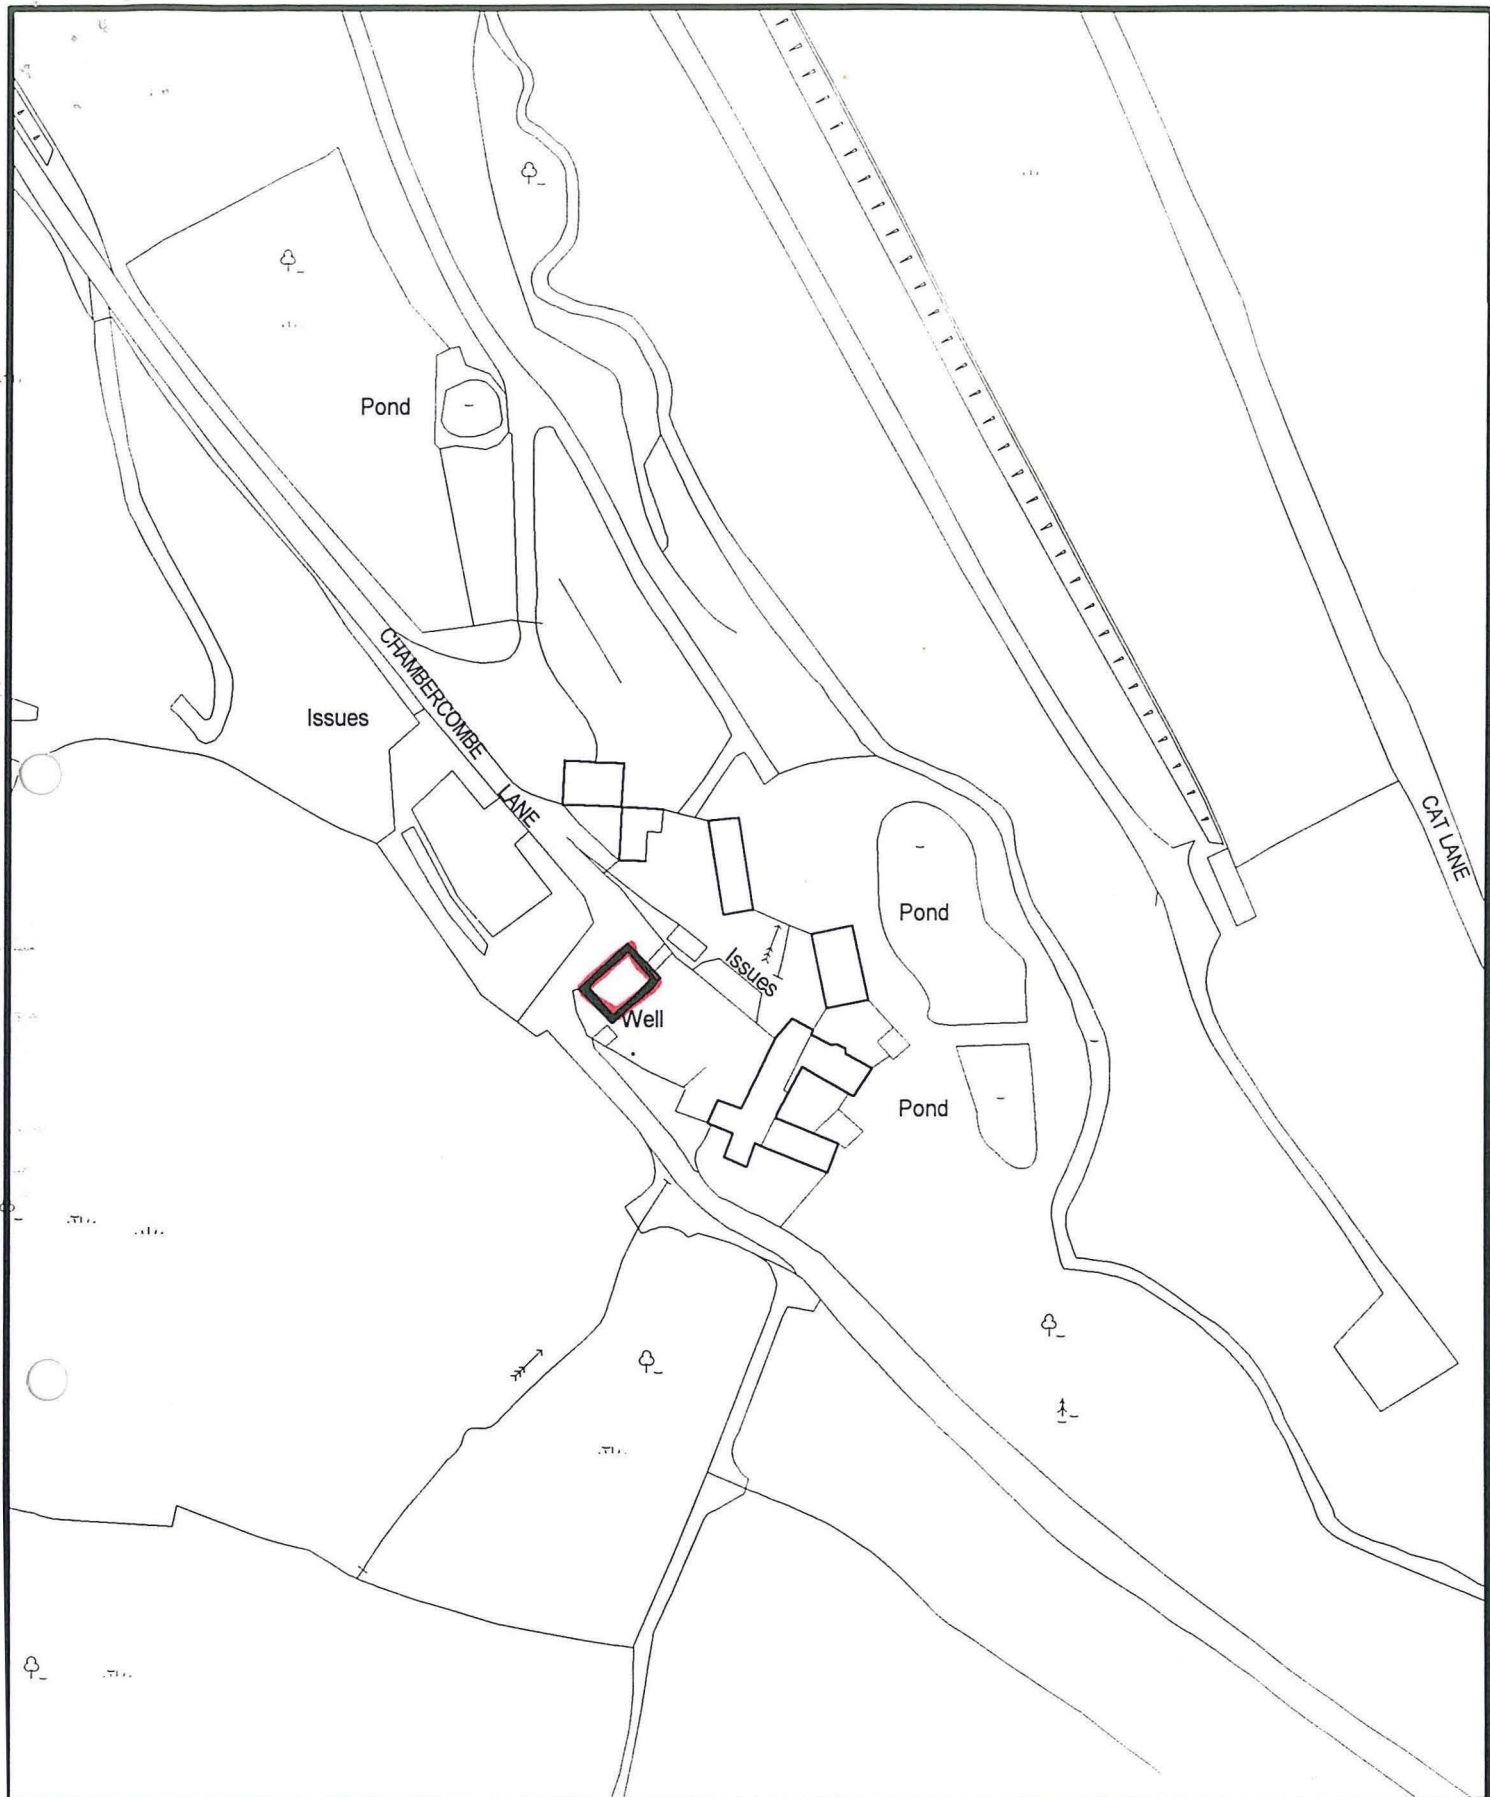 Pond
CHAMBERCOMBE
LANE
Issues
CAT LANE
Pond
Issues
Well
Pond